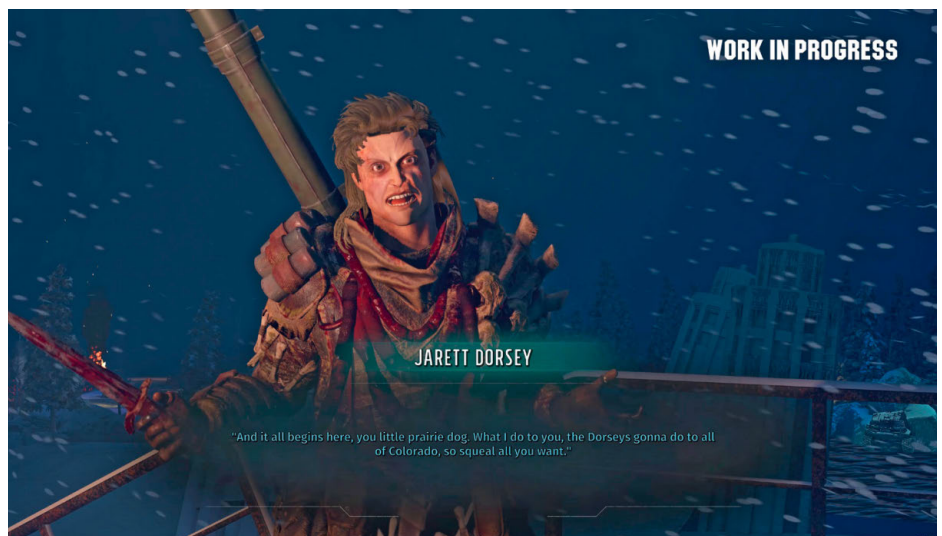 WORK IN PROGRESS
JARETT DORSEY
"And it all begins here, you little prairie dog. What I do to you, the Dorseys gonna do to all
of Colorado, so squeal all you want."